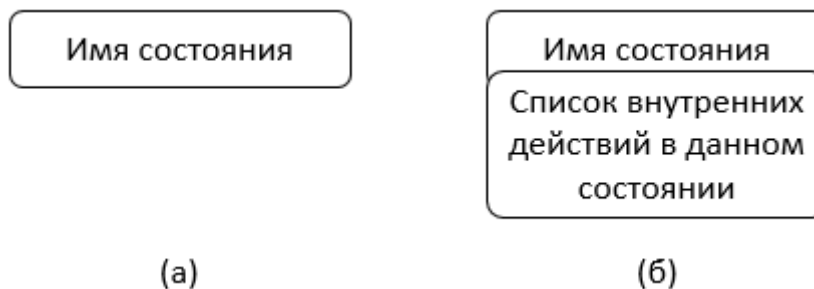 Имя состояния
Имя состояния
Список внутренних
действий в данном
состоянии
(а)
(б)